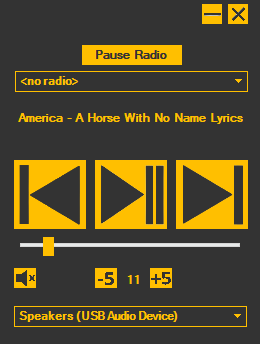 Pause Radio
<no radio>
America - A Horse With No Name Lyrics
-5 11 +5
Speakers (USB Audio Device)